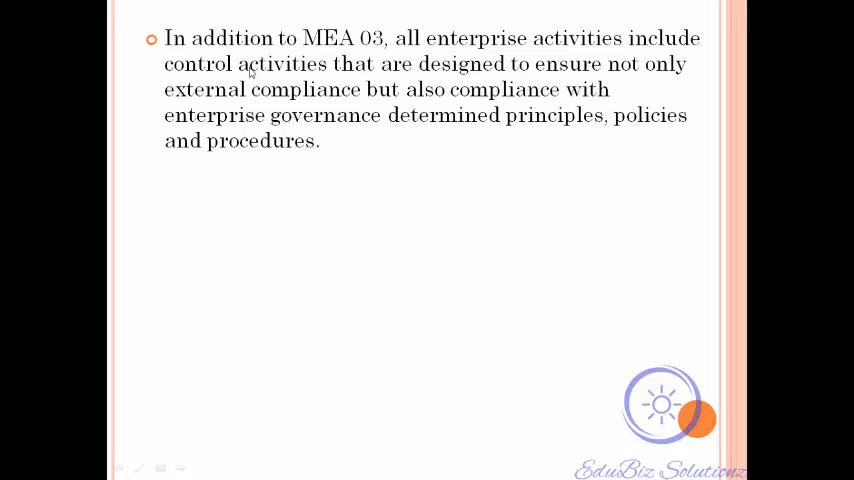 In addition to MEA 03, all enterprise activities include
control activities that are designed to ensure not only
external compliance but also compliance with
enterprise governance determined principles, policies
and procedures.
EduBiz Solutionz